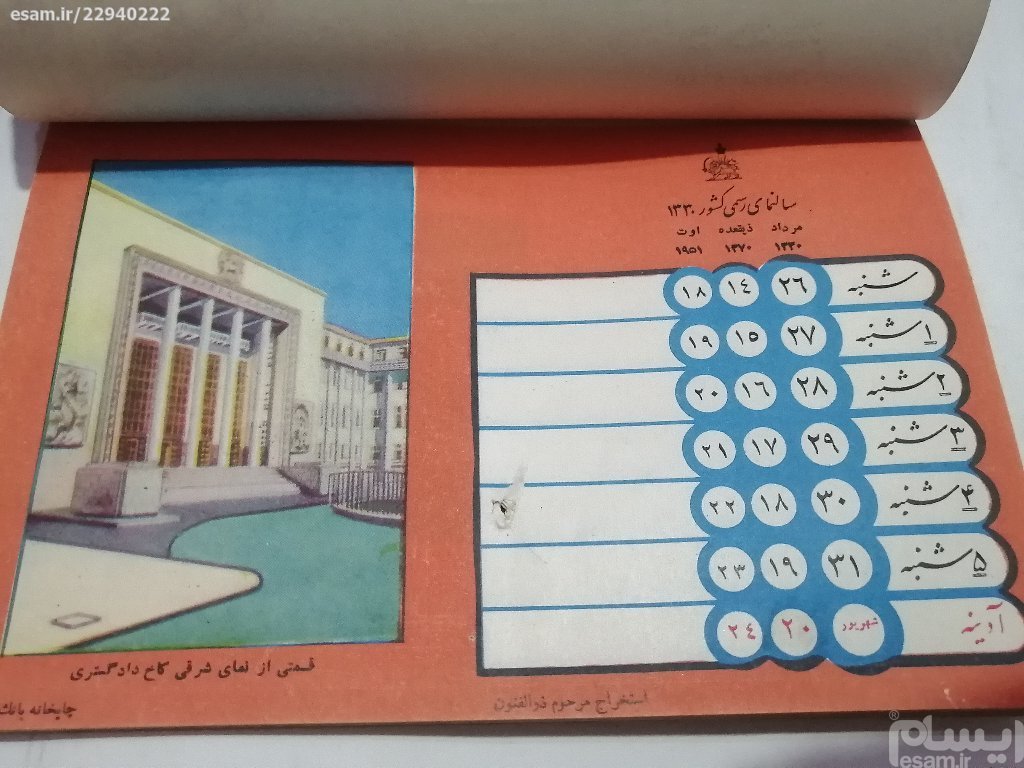 esam.ir/22940222
سالنمای رسمی کشور ۱۳۳۰
مرداد ذیقعده اوت
۱۳۳۰ ۱۳۷۰ ۱۹۵۱
شنبه ۲۶ ۱۴ ۱۸
۱شنبه ۲۷ ۱۵ ۱۹
۲شنبه ۲۸ ۱۶ ۲۰
۳شنبه ۲۹ ۱۷ ۲۱
۴شنبه ۳۰ ۱۸ ۲۲
۵شنبه ۳۱ ۱۹ ۲۳
آدینه شهریور ۲۰ ۲۴
قسمتی از نمای شرقی کاخ دادگستری
استخراج مرحوم ذوالفنون
چاپخانه بانک
ایسام®
esam.ir